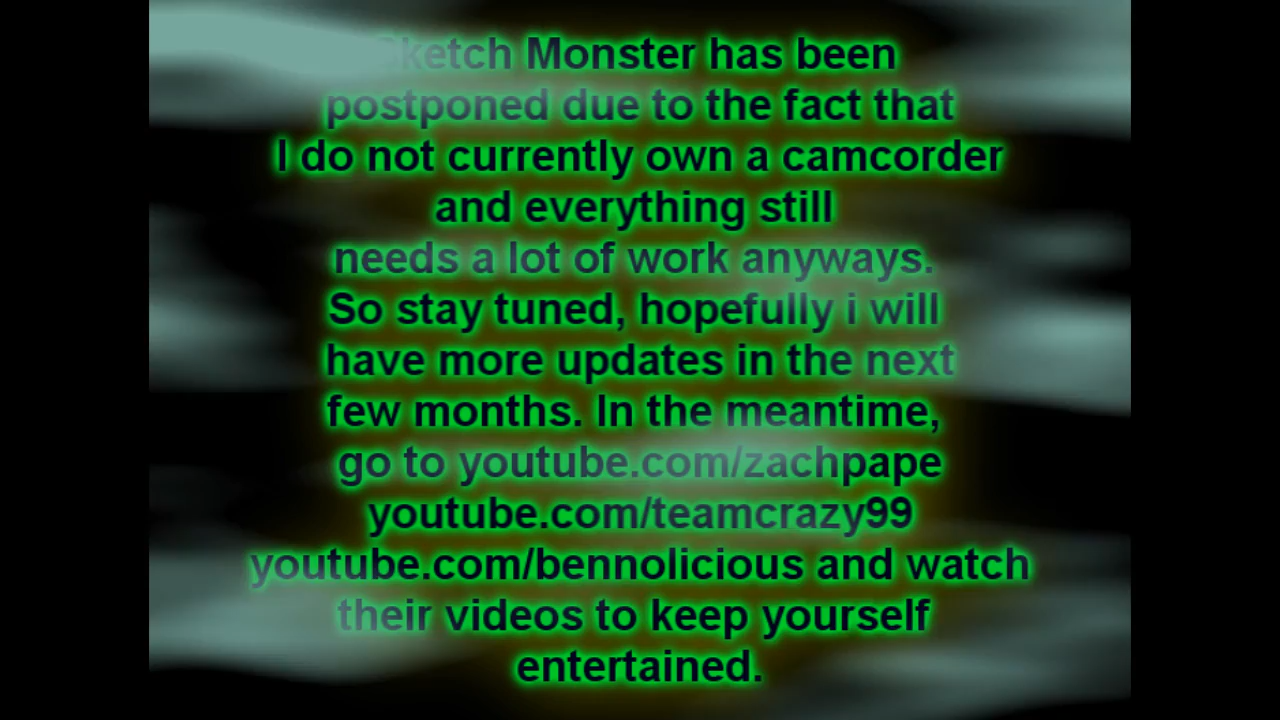 Sketch Monster has been
postponed due to the fact that
I do not currently own a camcorder
and everything still
needs a lot of work anyways.
So stay tuned, hopefully i will
have more updates in the next
few months. In the meantime,
go to youtube.com/zachpape
youtube.com/teamcrazy99
youtube.com/bennolicious and watch
their videos to keep yourself
entertained.